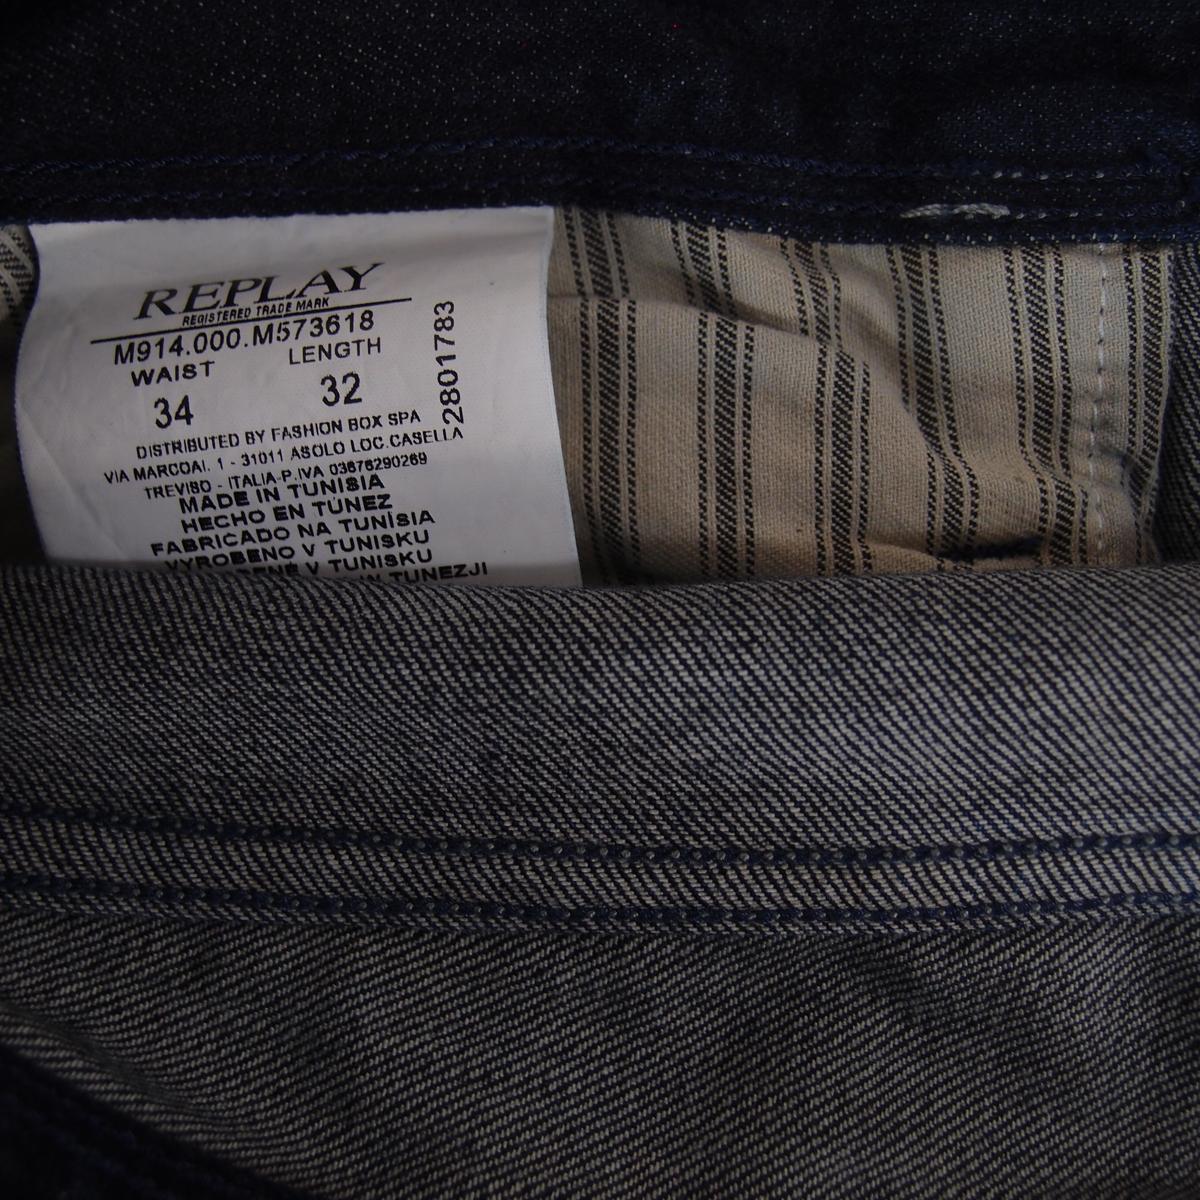 REPLAY
REGISTERED TRADE MARK
M914.000.M573618
WAIST LENGTH
34 32
2801783
DISTRIBUTED BY FASHION BOX SPA
VIA MARCOAI. 1 - 31011 ASOLO LOC.CASELLA
TREVISO - ITALIA-P.IVA 03676290269
MADE IN TUNISIA
HECHO EN TÚNEZ
FABRICADO NA TUNÍSIA
VYROBENO V TUNISKU
V TUNISKU
TUNEZJI